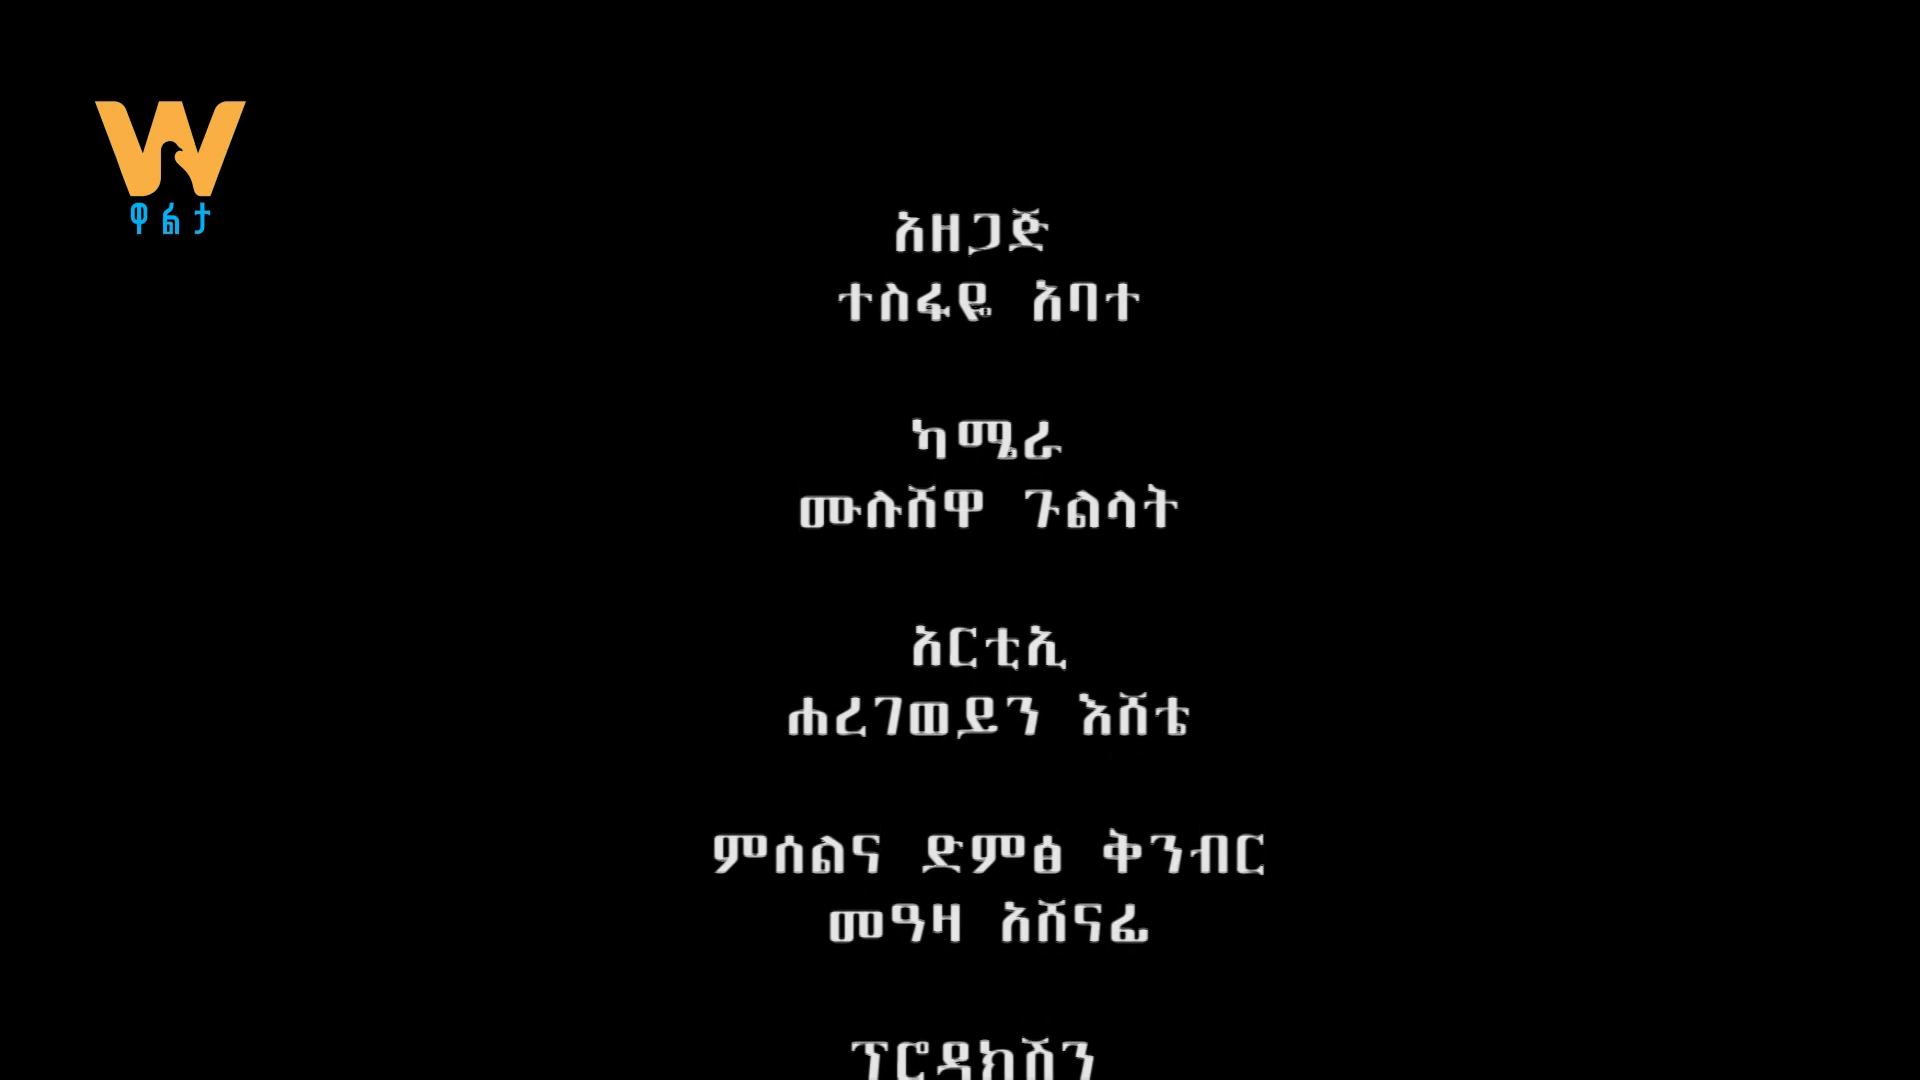 ዋልታ
አዘጋጅ
ተስፋዬ አባተ
ካሜራ
ሙሉሸዋ ጉልላት
አርቲኢ
ሐረገወይን እሸቴ
ምሰልና ድምፅ ቅንብር
መዓዛ አሸናፊ
ፕሮዳክሽን